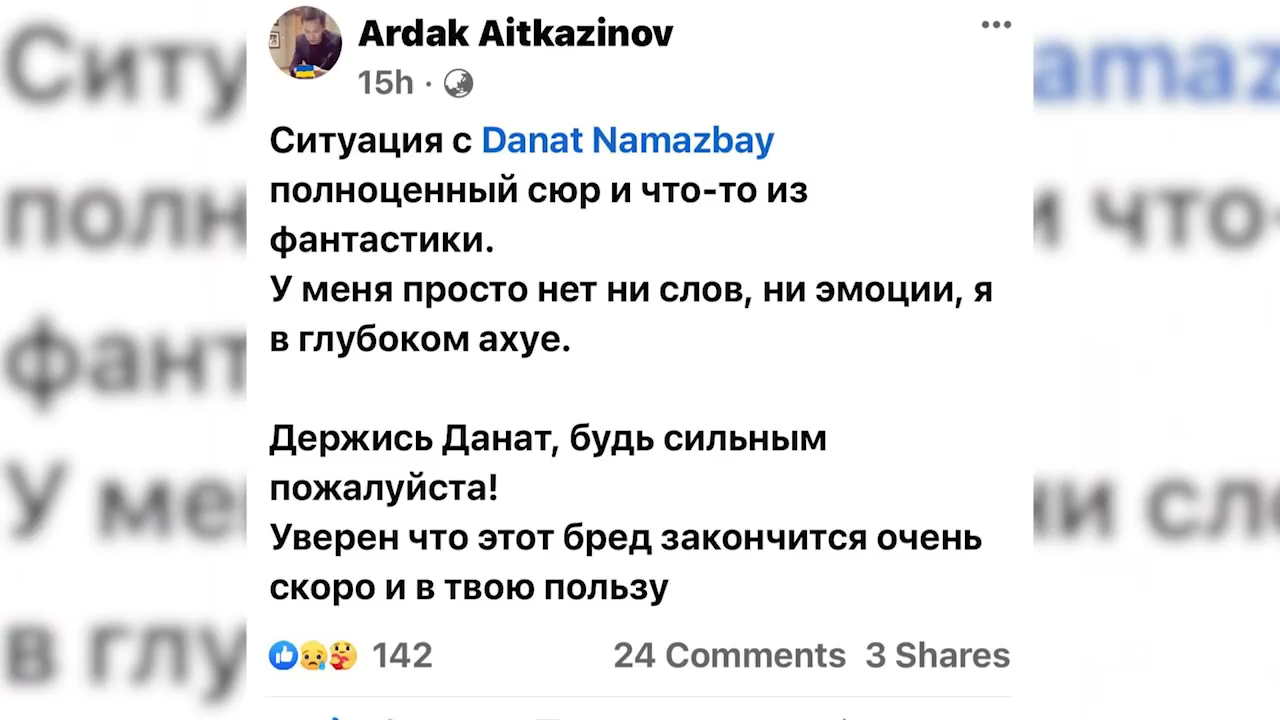 Ardak Aitkazinov
15h ·
Ситуация с Danat Namazbay
полноценный сюр и что-то из
фантастики.
У меня просто нет ни слов, ни эмоции, я
в глубоком ахуе.
Держись Данат, будь сильным
пожалуйста!
Уверен что этот бред закончится очень
скоро и в твою пользу
142 24 Comments 3 Shares